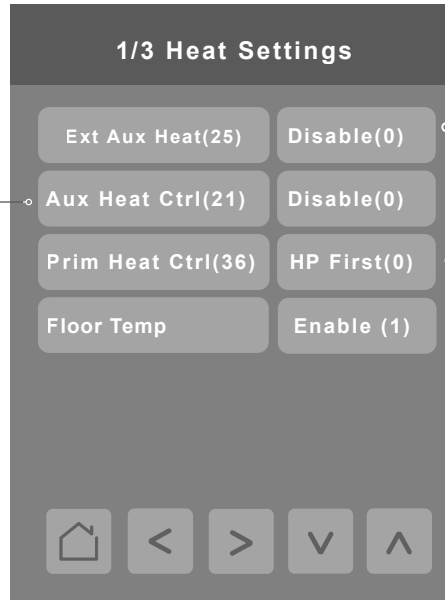 1/3 Heat Settings
Ext Aux Heat(25) Disable(0)
Aux Heat Ctrl(21) Disable(0)
Prim Heat Ctrl(36) HP First(0)
Floor Temp Enable (1)